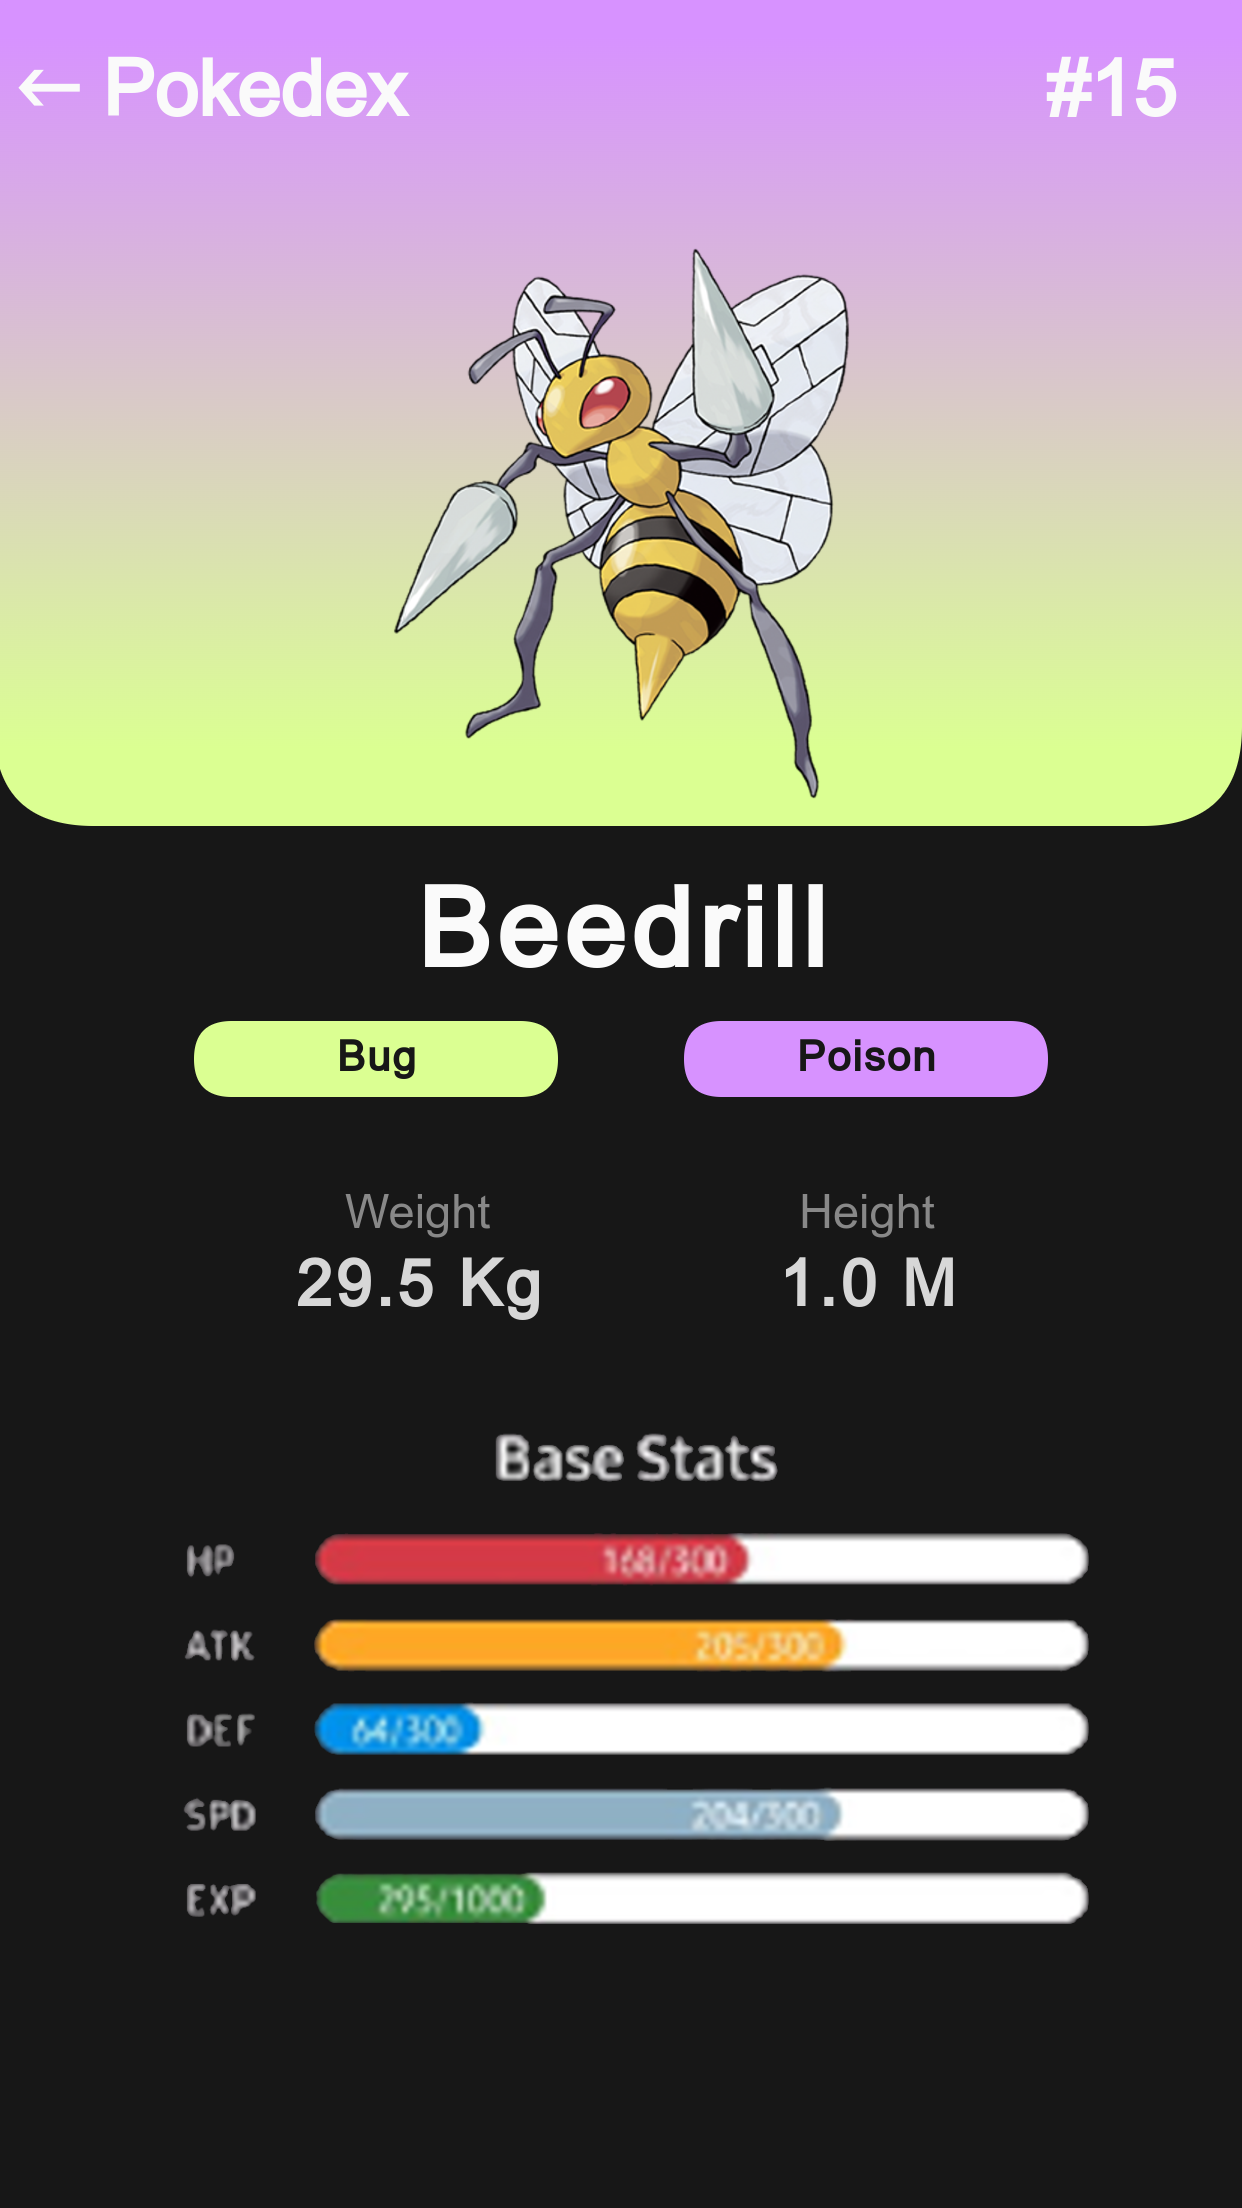 ← Pokedex #15
Beedrill
Bug Poison
Weight Height
29.5 Kg 1.0 M
Base Stats
HP 168/300
ATK 205/300
DEF 64/300
SPD 204/300
EXP 295/1000